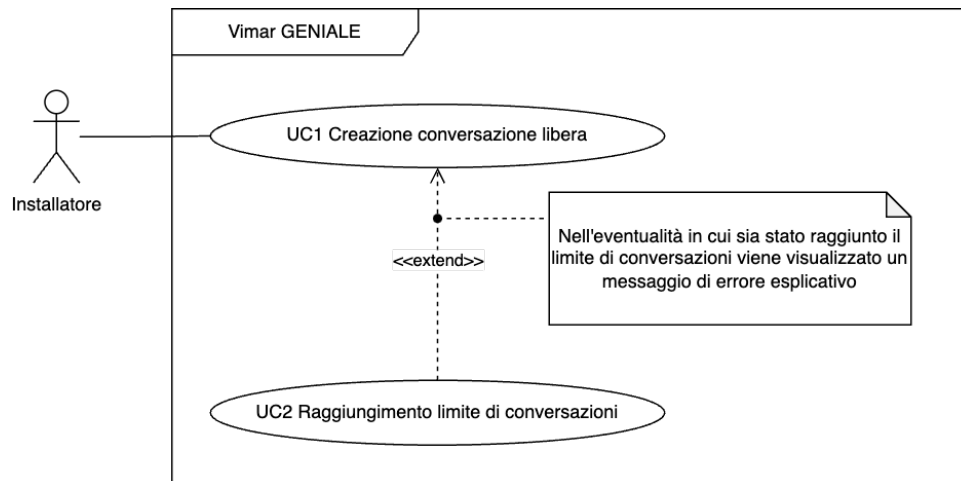 Vimar GENIALE
UC1 Creazione conversazione libera
Installatore
Nell'eventualità in cui sia stato raggiunto il
limite di conversazioni viene visualizzato un
messaggio di errore esplicativo
<<extend>>
UC2 Raggiungimento limite di conversazioni